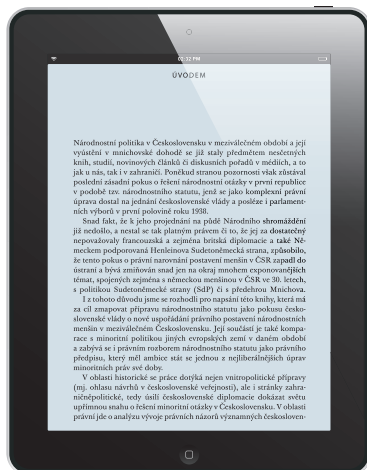 02:32 PM
ÚVODEM
Národnostní politika v Československu v meziválečném období a její
vyústění v mnichovské dohodě se již staly předmětem nesčetných
knih, studií, novinových článků či diskusních pořadů v médiích, a to
jak u nás, tak i v zahraničí. Poněkud stranou pozornosti však zůstával
poslední zásadní pokus o řešení národnostní otázky v první republice
v podobě tzv. národnostního statutu, jenž se jako komplexní právní
úprava dostal na jednání československé vlády a posléze i parlament-
ních výborů v první polovině roku 1938.
Snad fakt, že k jeho projednání na půdě Národního shromáždění
již nedošlo, a nestal se tak platným právem či to, že jej za dostatečný
nepovažovaly francouzská a zejména britská diplomacie a také Ně-
meckem podporovaná Henleinova Sudetoněmecká strana, způsobilo,
že tento pokus o právní narovnání postavení menšin v ČSR zapadl do
ústraní a bývá zmiňován snad jen na okraj mnohem exponovanějších
témat, spojených zejména s německou menšinou v ČSR ve 30. letech,
s politikou Sudetoněmecké strany (SdP) či s předehrou Mnichova.
I z tohoto důvodu jsme se rozhodli pro napsání této knihy, která má
za cíl zmapovat přípravu národnostního statutu jako pokusu česko-
slovenské vlády o nové uspořádání právního postavení národnostních
menšin v meziválečném Československu. Její součástí je také kompa-
race s minoritní politikou jiných evropských zemí v daném období
a zabývá se i právním rozborem národnostního statutu jako právního
předpisu, který měl ambice stát se jednou z nejliberálnějších úprav
minoritních práv své doby.
V oblasti historické se práce dotýká nejen vnitropolitické přípravy
(mj. ohlasu návrhů v československé veřejnosti), ale i stránky zahra-
ničněpolitické, tedy úsilí československé diplomacie dokázat světu
upřímnou snahu o řešení minoritní otázky v Československu. V oblasti
právní jde o analýzu vývoje právních názorů významných českosloven-